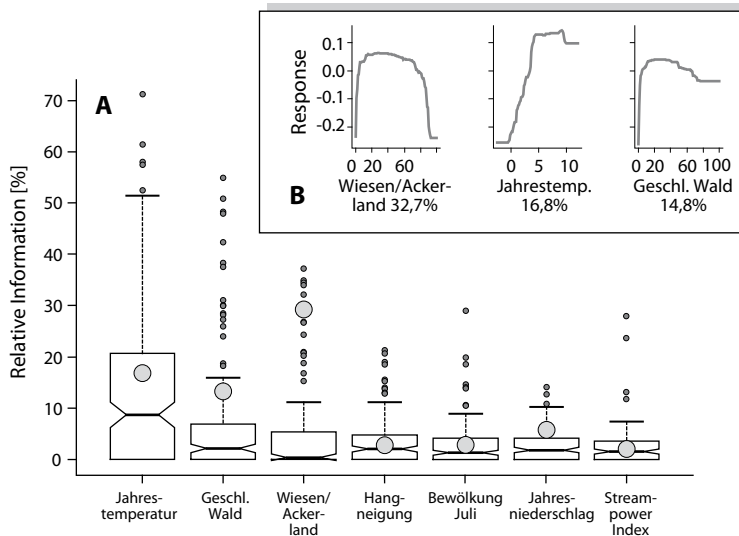 A
Relative Information [%]
70
60
50
40
30
20
10
0
Jahres-
temperatur
Geschl.
Wald
Wiesen/
Acker-
land
Hang-
neigung
Bewölkung
Juli
Jahres-
niederschlag
Stream-
power
Index
B
Response
0.1
0.0
-0.1
-0.2
0 20 60
Wiesen/Acker-
land 32,7%
0 5 10
Jahrestemp.
16,8%
0 20 60 100
Geschl. Wald
14,8%